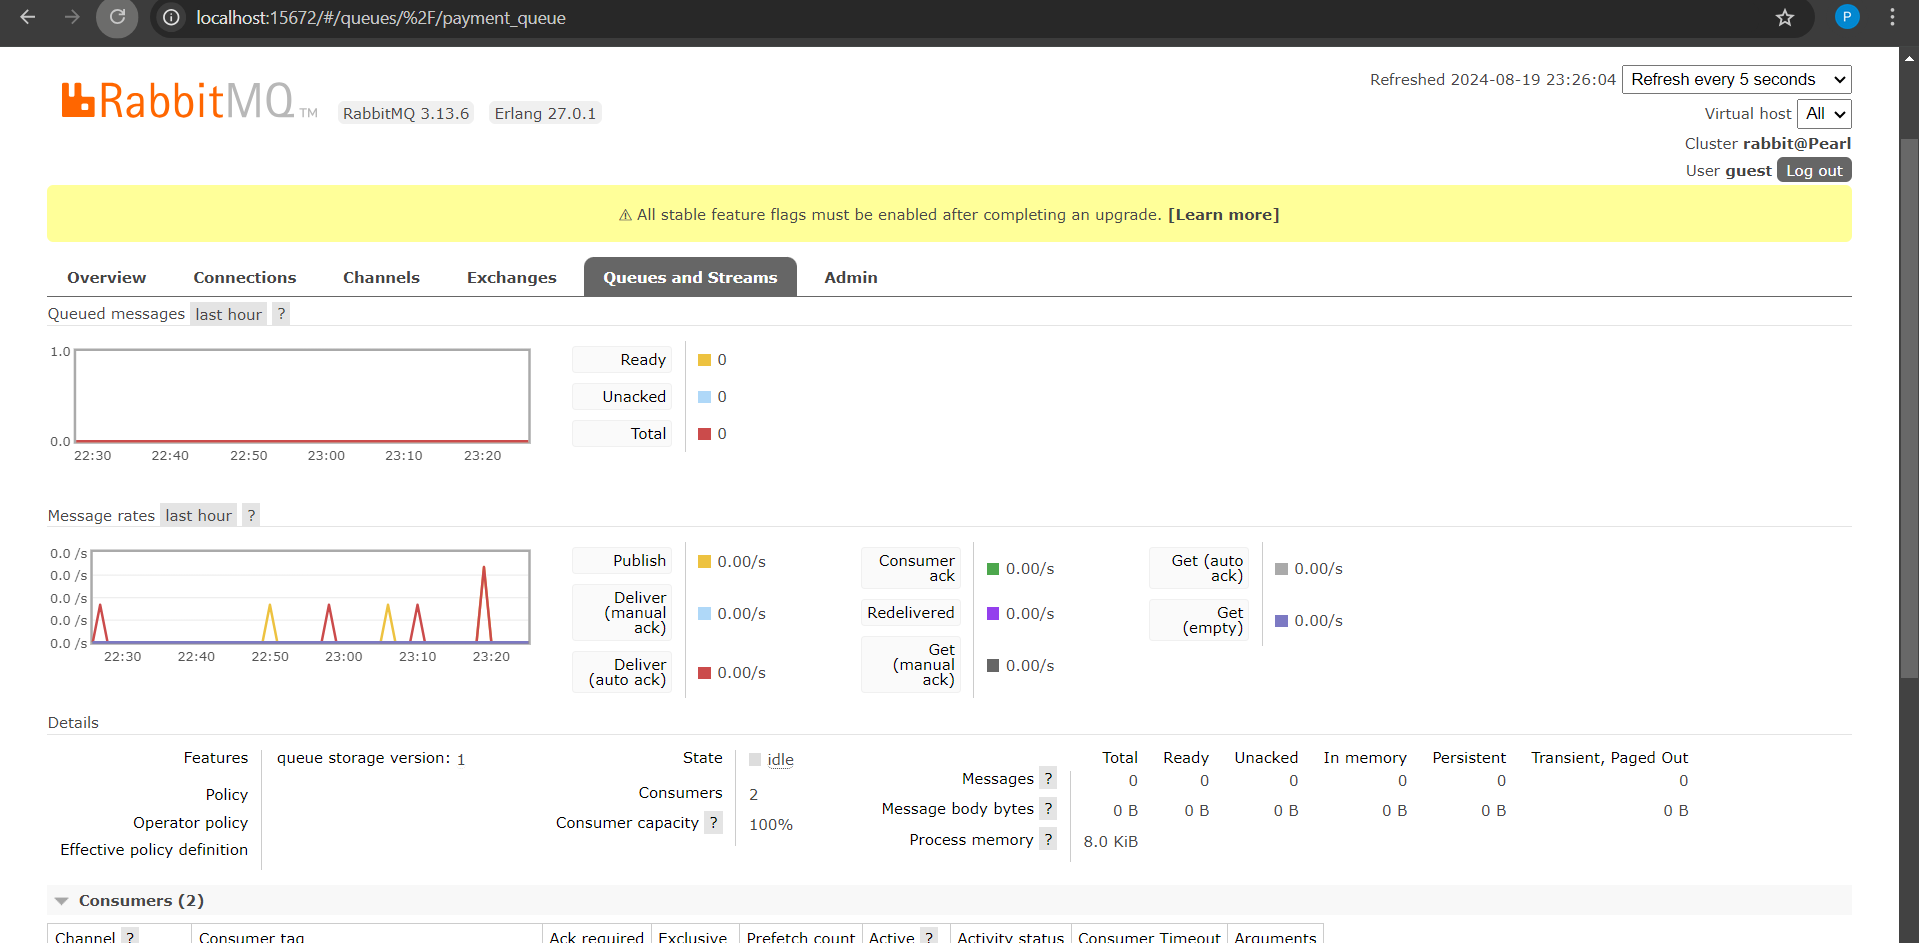 localhost:15672/#/queues/%2F/payment_queue
P
RabbitMQ TM
RabbitMQ 3.13.6 Erlang 27.0.1
Refreshed 2024-08-19 23:26:04 Refresh every 5 seconds
Virtual host All
Cluster rabbit@Pearl
User guest Log out
⚠ All stable feature flags must be enabled after completing an upgrade. [Learn more]
Overview Connections Channels Exchanges Queues and Streams Admin
Queued messages last hour ?
1.0
0.0
22:30 22:40 22:50 23:00 23:10 23:20
Ready 0
Unacked 0
Total 0
Message rates last hour ?
0.0 /s
0.0 /s
0.0 /s
0.0 /s
0.0 /s
22:30 22:40 22:50 23:00 23:10 23:20
Publish 0.00/s
Deliver
(manual 0.00/s
ack)
Deliver
(auto ack) 0.00/s
Consumer
ack 0.00/s
Redelivered 0.00/s
Get
(manual 0.00/s
ack)
Get (auto
ack) 0.00/s
Get
(empty) 0.00/s
Details
Features queue storage version: 1
Policy
Operator policy
Effective policy definition
State idle
Consumers 2
Consumer capacity ? 100%
Total Ready Unacked In memory Persistent Transient, Paged Out
Messages ? 0 0 0 0 0 0
Message body bytes ? 0 B 0 B 0 B 0 B 0 B 0 B
Process memory ? 8.0 KiB
Consumers (2)
Channel ? Consumer tag Ack required Exclusive Prefetch count Active ? Activity status Consumer Timeout Arguments